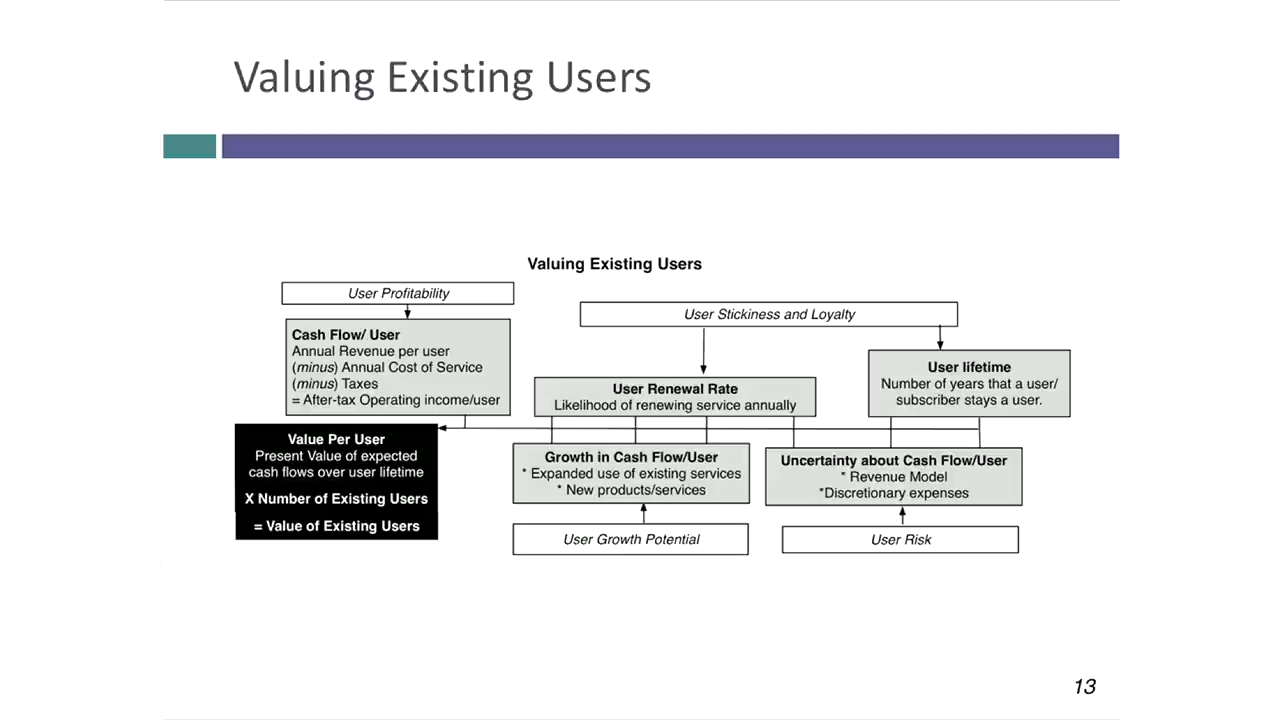 Valuing Existing Users
Valuing Existing Users
User Profitability
Cash Flow/ User
Annual Revenue per user
(minus) Annual Cost of Service
(minus) Taxes
= After-tax Operating income/user
User Stickiness and Loyalty
User Renewal Rate
Likelihood of renewing service annually
User lifetime
Number of years that a user/
subscriber stays a user.
Value Per User
Present Value of expected
cash flows over user lifetime
X Number of Existing Users
= Value of Existing Users
Growth in Cash Flow/User
* Expanded use of existing services
* New products/services
Uncertainty about Cash Flow/User
* Revenue Model
*Discretionary expenses
User Growth Potential
User Risk
13